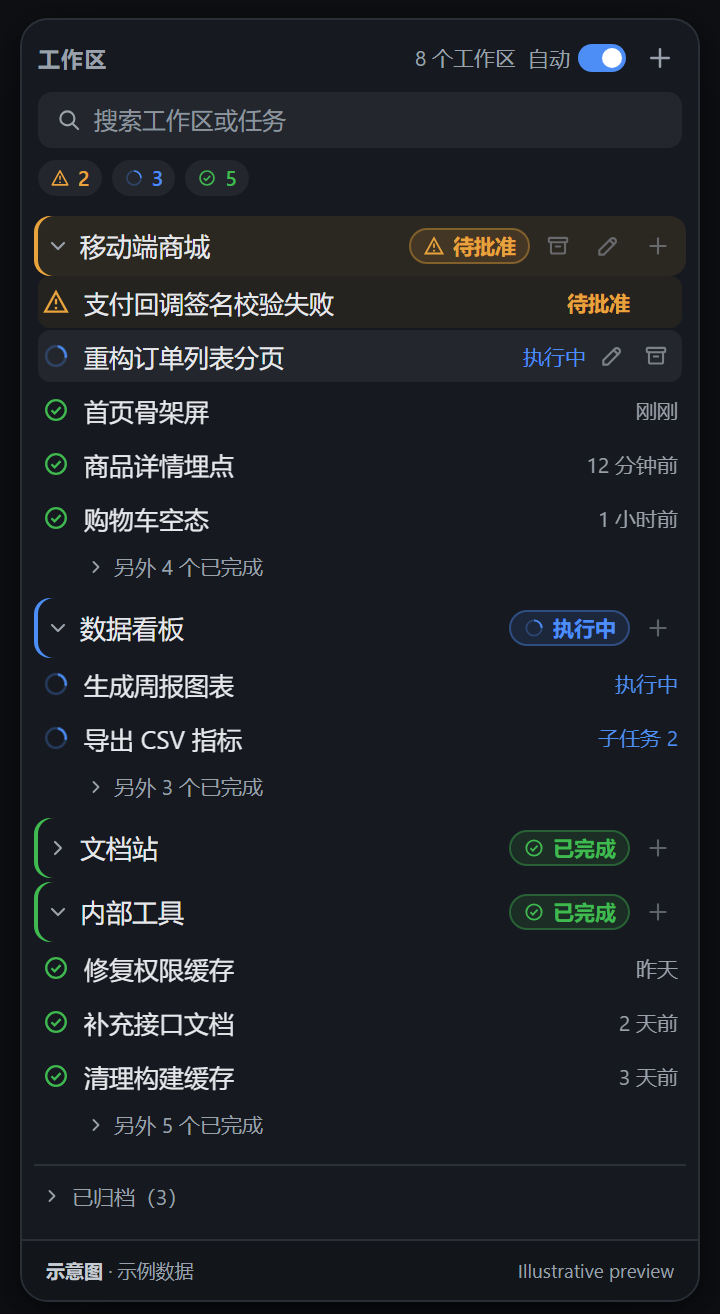 工作区 8 个工作区 自动
搜索工作区或任务
2 3 5
移动端商城 待批准
支付回调签名校验失败 待批准
重构订单列表分页 执行中
首页骨架屏 刚刚
商品详情埋点 12 分钟前
购物车空态 1 小时前
另外 4 个已完成
数据看板 执行中
生成周报图表 执行中
导出 CSV 指标 子任务 2
另外 3 个已完成
文档站 已完成
内部工具 已完成
修复权限缓存 昨天
补充接口文档 2 天前
清理构建缓存 3 天前
另外 5 个已完成
已归档（3）
示意图 · 示例数据 Illustrative preview